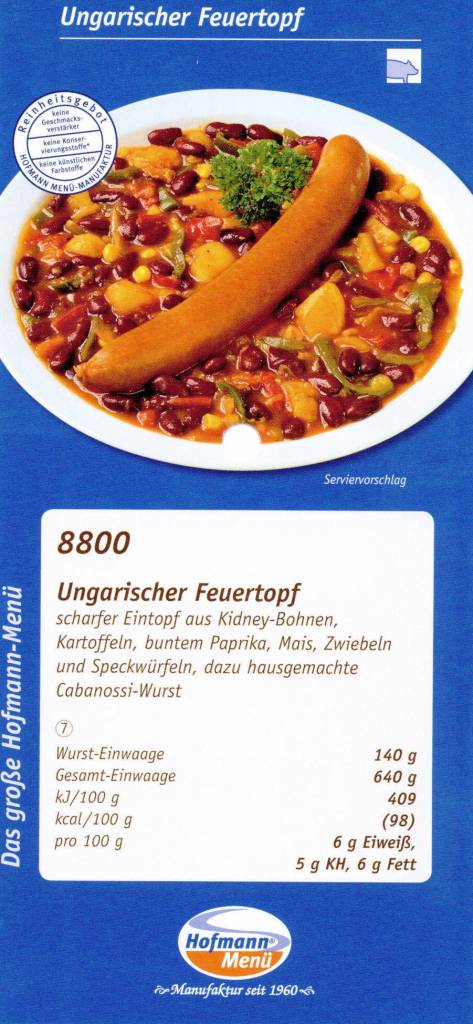 Ungarischer Feuertopf
Reinheitsgebot
keine
Geschmacks-
verstärker
keine Konser-
vierungsstoffe*
keine künstlichen
Farbstoffe
HOFMANN MENÜ-MANUFAKTUR
Serviervorschlag
Das große Hofmann-Menü
8800
Ungarischer Feuertopf
scharfer Eintopf aus Kidney-Bohnen,
Kartoffeln, buntem Paprika, Mais, Zwiebeln
und Speckwürfeln, dazu hausgemachte
Cabanossi-Wurst
7
Wurst-Einwaage 140 g
Gesamt-Einwaage 640 g
kJ/100 g 409
kcal/100 g (98)
pro 100 g 6 g Eiweiß,
5 g KH, 6 g Fett
Hofmann®
Menü
Manufaktur seit 1960